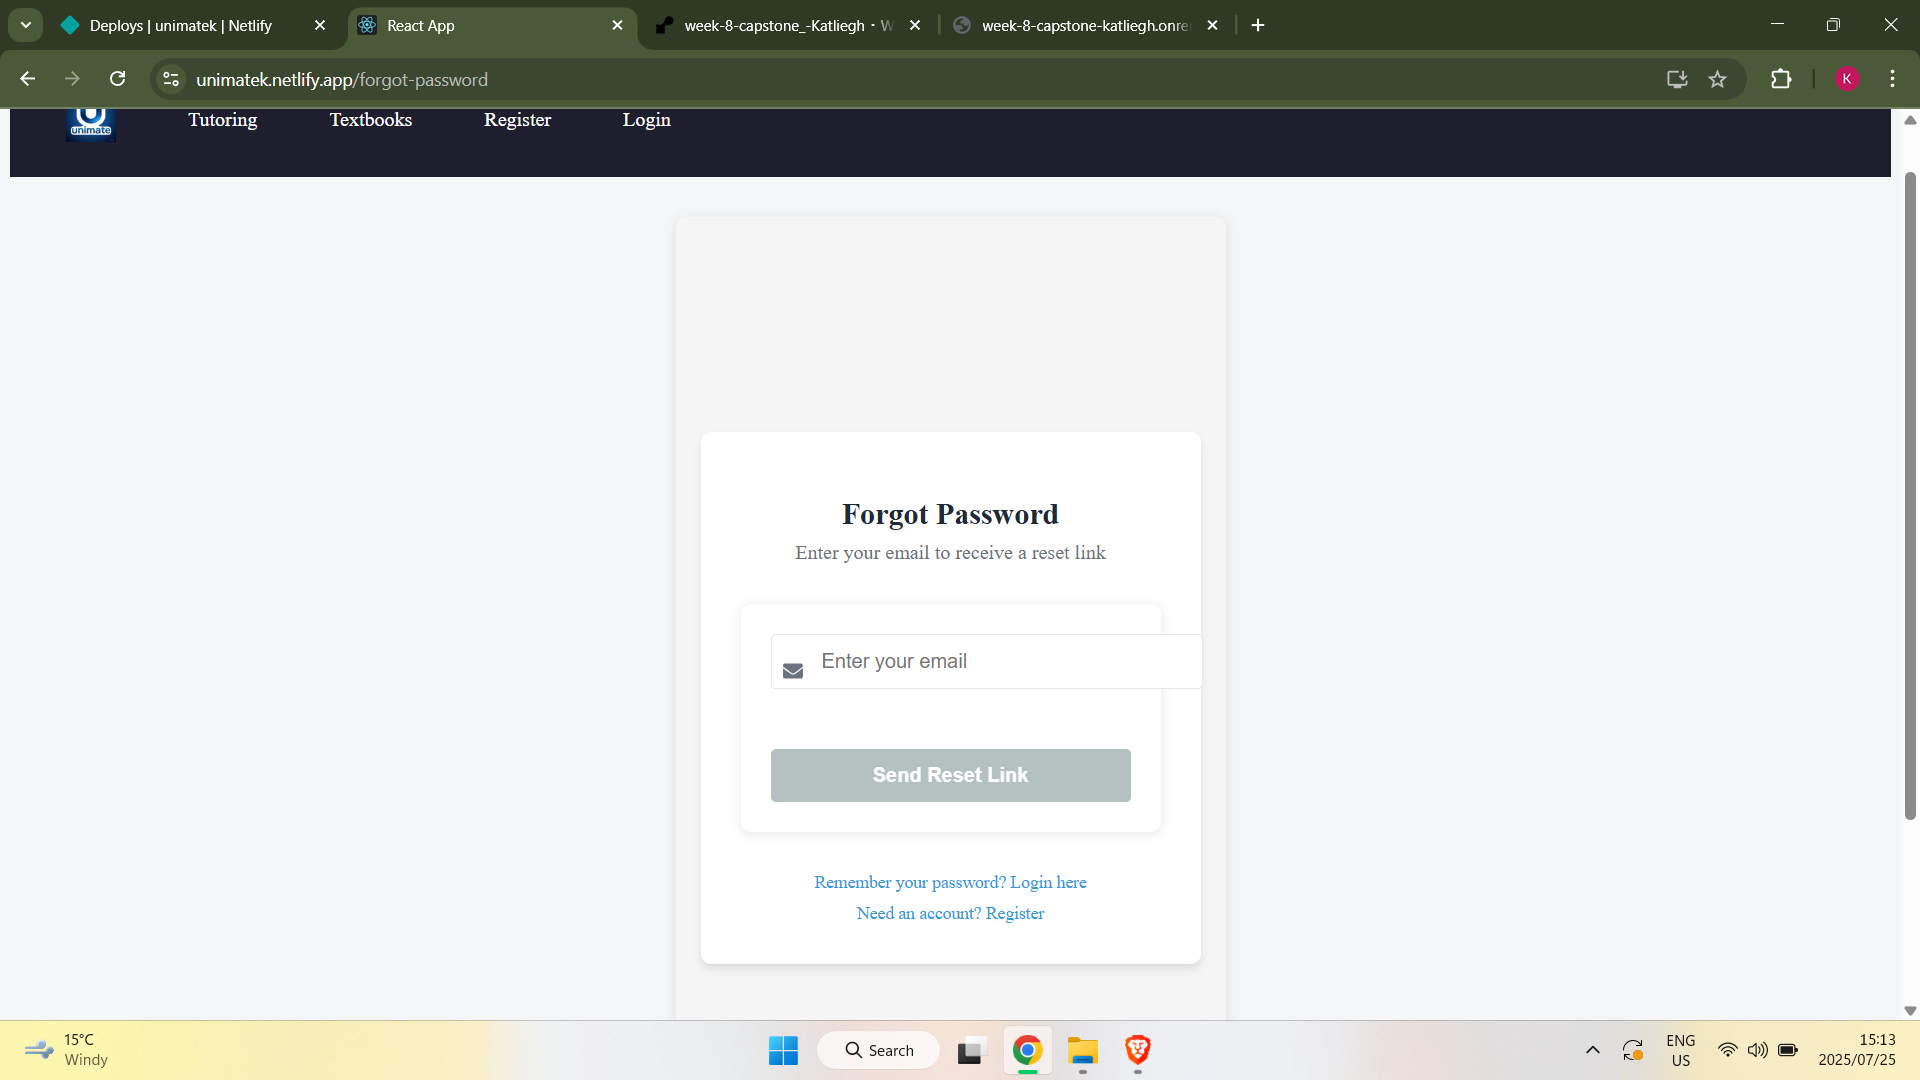 Deploys | unimatek | Netlify
React App
week-8-capstone_-Katliegh · W
week-8-capstone-katliegh.onre
unimatek.netlify.app/forgot-password
K
unimate
Tutoring
Textbooks
Register
Login
Forgot Password
Enter your email to receive a reset link
Enter your email
Send Reset Link
Remember your password? Login here
Need an account? Register
15°C
Windy
Search
ENG
US
15:13
2025/07/25